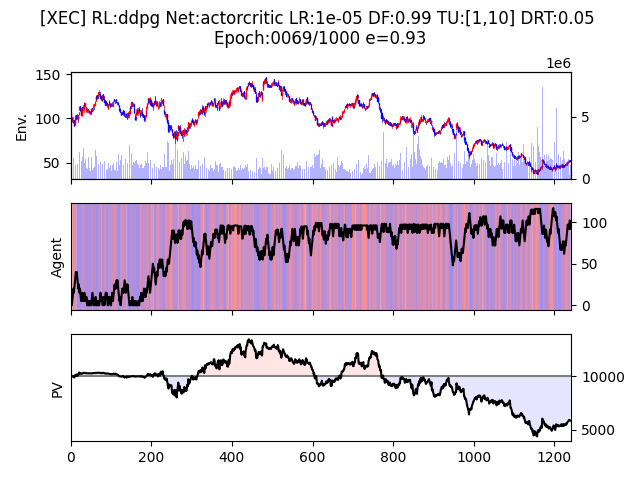 [XEC] RL:ddpg Net:actorcritic LR:1e-05 DF:0.99 TU:[1,10] DRT:0.05
Epoch:0069/1000 e=0.93
1e6
150
100
50
Env.
5
0
Agent
100
50
0
PV
10000
5000
0 200 400 600 800 1000 1200